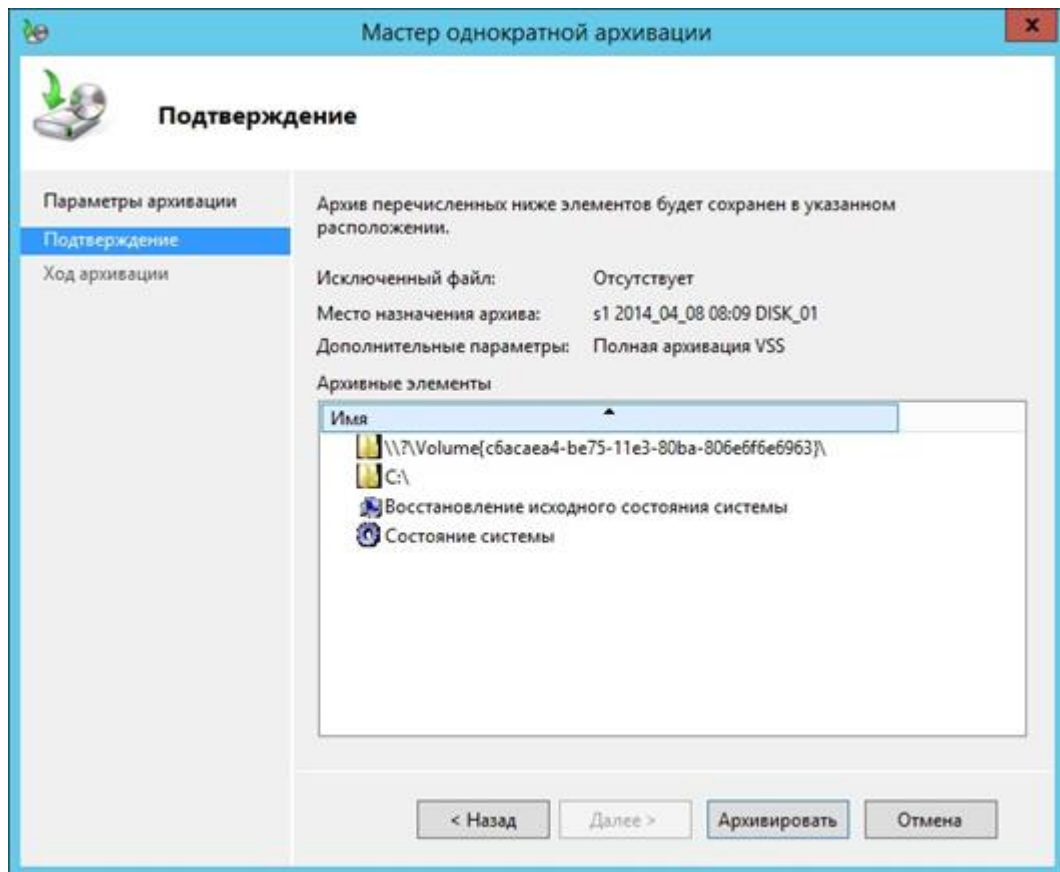 Мастер однократной архивации
x
Подтверждение
Параметры архивации
Подтверждение
Ход архивации
Архив перечисленных ниже элементов будет сохранен в указанном
расположении.
Исключенный файл: Отсутствует
Место назначения архива: s1 2014_04_08 08:09 DISK_01
Дополнительные параметры: Полная архивация VSS
Архивные элементы
Имя
\\?\Volume{c6acaea4-be75-11e3-80ba-806e6f6e6963}\
C:\
Восстановление исходного состояния системы
Состояние системы
< Назад Далее > Архивировать Отмена